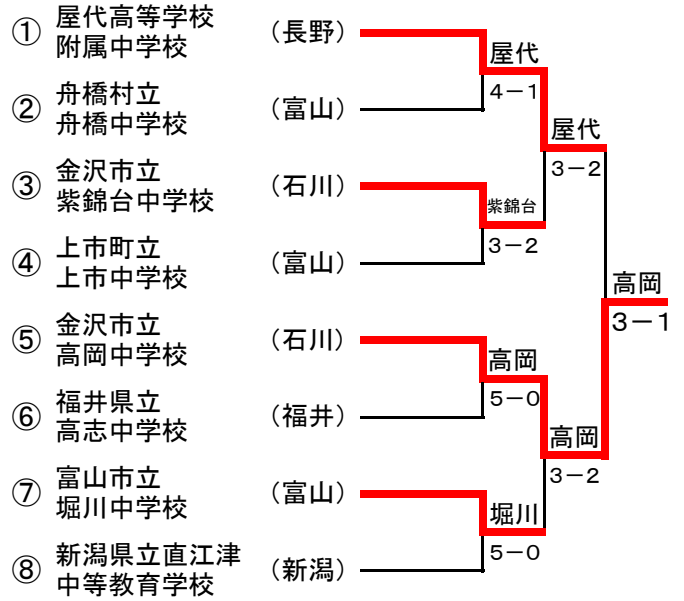 ① 屋代高等学校
附属中学校
（長野）
② 舟橋村立
舟橋中学校
（富山）
③ 金沢市立
紫錦台中学校
（石川）
④ 上市町立
上市中学校
（富山）
⑤ 金沢市立
高岡中学校
（石川）
⑥ 福井県立
高志中学校
（福井）
⑦ 富山市立
堀川中学校
（富山）
⑧ 新潟県立直江津
中等教育学校
（新潟）
屋代
4－1
紫錦台
3－2
高岡
5－0
堀川
5－0
屋代
3－2
高岡
3－2
高岡
3－1